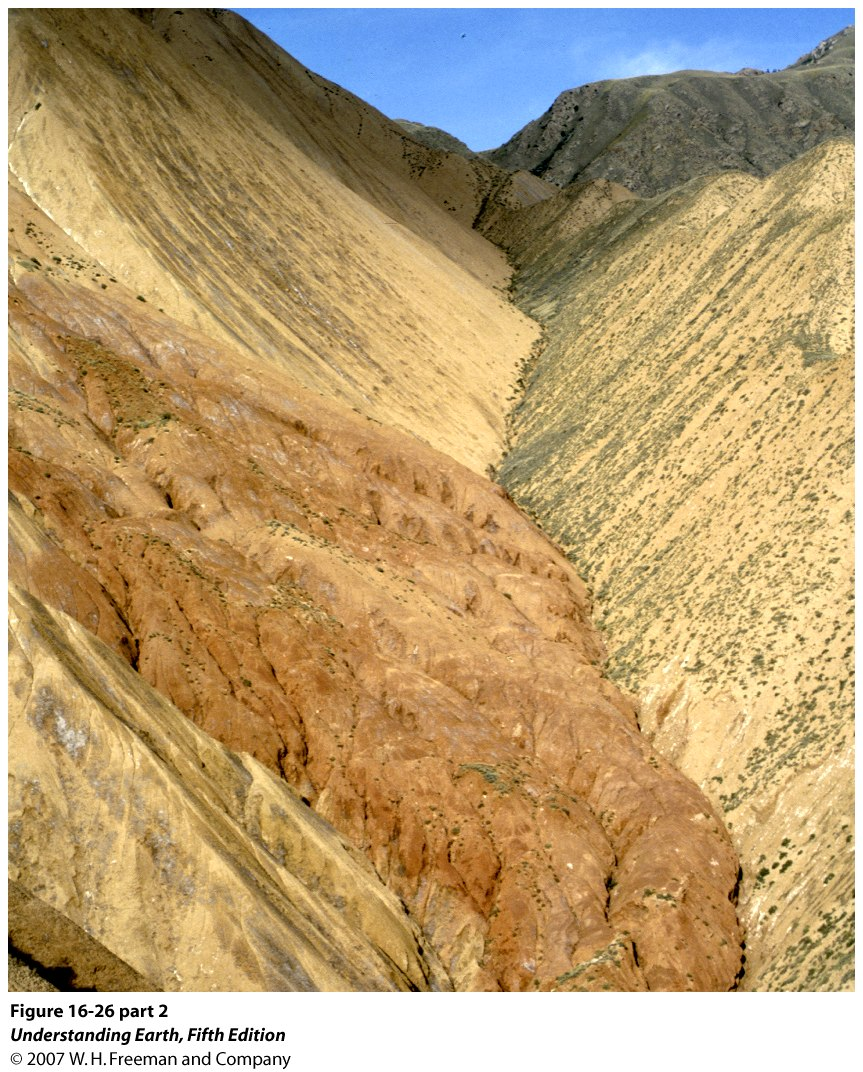 Figure 16-26 part 2
Understanding Earth, Fifth Edition
© 2007 W. H. Freeman and Company